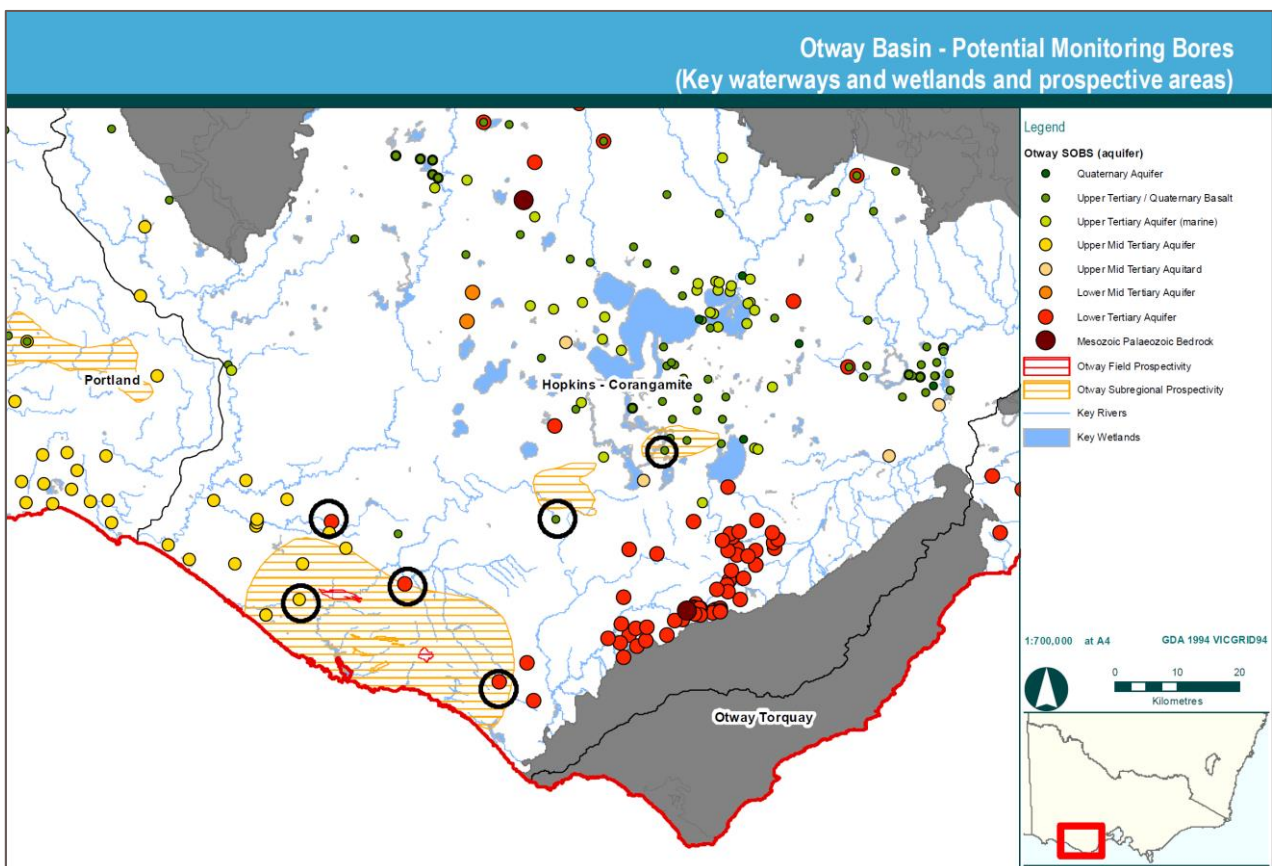 Otway Basin - Potential Monitoring Bores
(Key waterways and wetlands and prospective areas)
Portland
Hopkins - Corangamite
Otway Torquay
Legend
Otway SOBS (aquifer)
Quaternary Aquifer
Upper Tertiary / Quaternary Basalt
Upper Tertiary Aquifer (marine)
Upper Mid Tertiary Aquifer
Upper Mid Tertiary Aquitard
Lower Mid Tertiary Aquifer
Lower Tertiary Aquifer
Mesozoic Palaeozoic Bedrock
Otway Field Prospectivity
Otway Subregional Prospectivity
Key Rivers
Key Wetlands
1:700,000 at A4 GDA 1994 VICGRID94
0 10 20
Kilometres